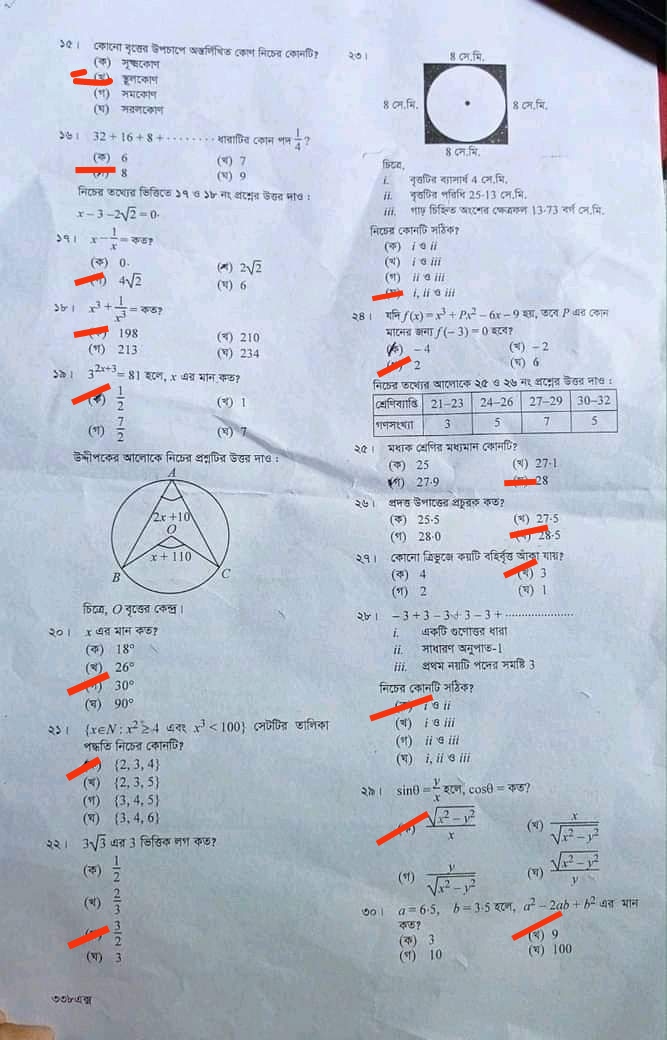 ১৫। কোনো বৃত্তের উপচাপে অন্তর্লিখিত কোণ নিচের কোনটি?
(ক) সূক্ষ্মকোণ
(খ) স্থূলকোণ
(গ) সমকোণ
(ঘ) সরলকোণ
১৬। 32 + 16 + 8 + ········ ধারাটির কোন পদ 1/4 ?
(ক) 6 (খ) 7
8 (ঘ) 9
নিচের তথ্যের ভিত্তিতে ১৭ ও ১৮ নং প্রশ্নের উত্তর দাও :
x − 3 − 2√2 = 0·
১৭। x − 1/x = কত?
(ক) 0· 2√2
4√2 (ঘ) 6
১৮। x³ + 1/x³ = কত?
198 (খ) 210
(গ) 213 (ঘ) 234
১৯। 3^(2x+3) = 81 হলে, x এর মান কত?
(ক) 1/2 (খ) 1
(গ) 7/2 (ঘ) 7
উদ্দীপকের আলোকে নিচের প্রশ্নটির উত্তর দাও :
A
2x + 10
O
x + 110
B C
চিত্রে, O বৃত্তের কেন্দ্র।
২০। x এর মান কত?
(ক) 18°
(খ) 26°
30°
(ঘ) 90°
২১। {x∈N : x² ≥ 4 এবং x³ < 100} সেটটির তালিকা
পদ্ধতি নিচের কোনটি?
{2, 3, 4}
(খ) {2, 3, 5}
(গ) {3, 4, 5}
(ঘ) {3, 4, 6}
২২। 3√3 এর 3 ভিত্তিক লগ কত?
(ক) 1/2
(খ) 2/3
3/2
(ঘ) 3
৩৩৮এক্স
২৩।
8 সে.মি.
8 সে.মি. 8 সে.মি.
8 সে.মি.
চিত্রে,
i. বৃত্তটির ব্যাসার্ধ 4 সে.মি.
ii. বৃত্তটির পরিধি 25·13 সে.মি.
iii. গাঢ় চিহ্নিত অংশের ক্ষেত্রফল 13·73 বর্গ সে.মি.
নিচের কোনটি সঠিক?
(ক) i ও ii
(খ) i ও iii
(গ) ii ও iii
i, ii ও iii
২৪। যদি f(x) = x³ + Px² − 6x − 9 হয়, তবে P এর কোন
মানের জন্য f(−3) = 0 হবে?
(ক) − 4 (খ) − 2
2 (ঘ) 6
নিচের তথ্যের আলোকে ২৫ ও ২৬ নং প্রশ্নের উত্তর দাও :
শ্রেণিব্যাপ্তি 21–23 24–26 27–29 30–32
গণসংখ্যা 3 5 7 5
২৫। মধ্যক শ্রেণির মধ্যমান কোনটি?
(ক) 25 (খ) 27·1
(গ) 27·9 28
২৬। প্রদত্ত উপাত্তের প্রচুরক কত?
(ক) 25·5 (খ) 27·5
(গ) 28·0 28·5
২৭। কোনো ত্রিভুজে কয়টি বহির্বৃত্ত আঁকা যায়?
(ক) 4 (খ) 3
(গ) 2 (ঘ) 1
২৮। − 3 + 3 − 3 + 3 − 3 + ......................
i. একটি গুণোত্তর ধারা
ii. সাধারণ অনুপাত-1
iii. প্রথম নয়টি পদের সমষ্টি 3
নিচের কোনটি সঠিক?
i ও ii
(খ) i ও iii
(গ) ii ও iii
(ঘ) i, ii ও iii
২৯। sinθ = y/x হলে, cosθ = কত?
(ক) √(x² − y²)/x (খ) x/√(x² − y²)
(গ) y/√(x² − y²) (ঘ) √(x² − y²)/y
৩০। a = 6·5, b = 3·5 হলে, a² − 2ab + b² এর মান
কত?
(ক) 3 (খ) 9
(গ) 10 (ঘ) 100